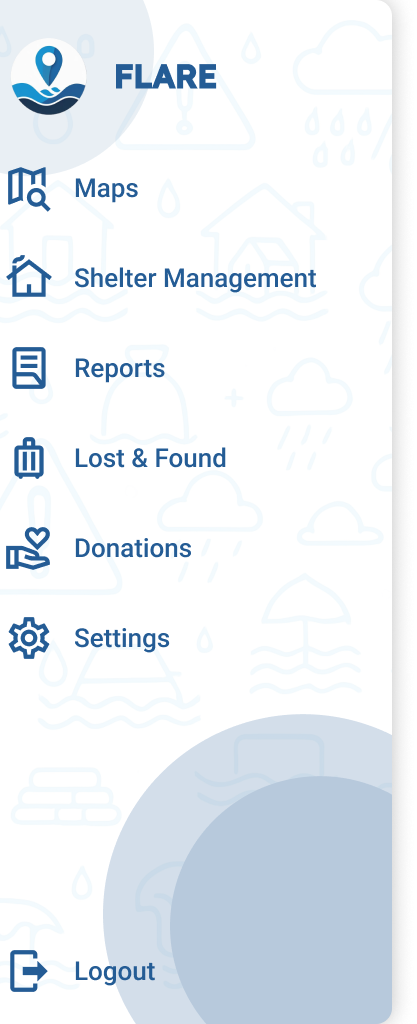 FLARE
Maps
Shelter Management
Reports
Lost & Found
Donations
Settings
Logout